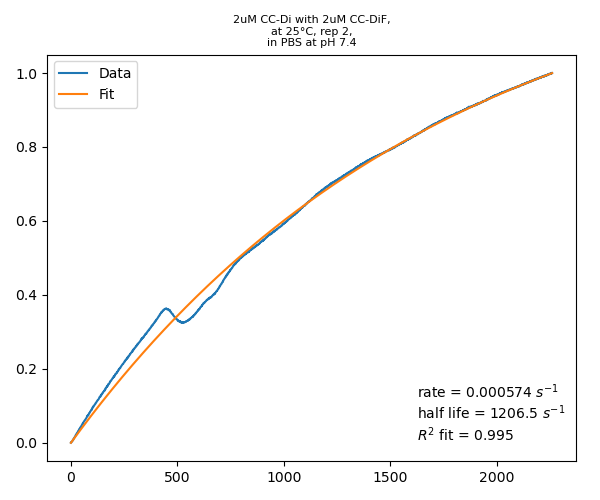 2uM CC-Di with 2uM CC-DiF,
at 25°C, rep 2,
in PBS at pH 7.4
1.0
Data
Fit
0.8
0.6
0.4
0.2
rate = 0.000574 s⁻¹
half life = 1206.5 s⁻¹
R² fit = 0.995
0.0
0 500 1000 1500 2000